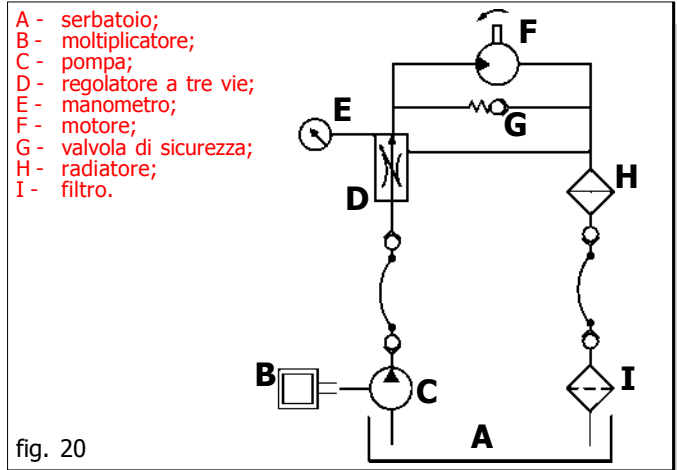 A - serbatoio;
B - moltiplicatore;
C - pompa;
D - regolatore a tre vie;
E - manometro;
F - motore;
G - valvola di sicurezza;
H - radiatore;
I - filtro.
F
E
G
H
D
B
C
I
A
fig. 20